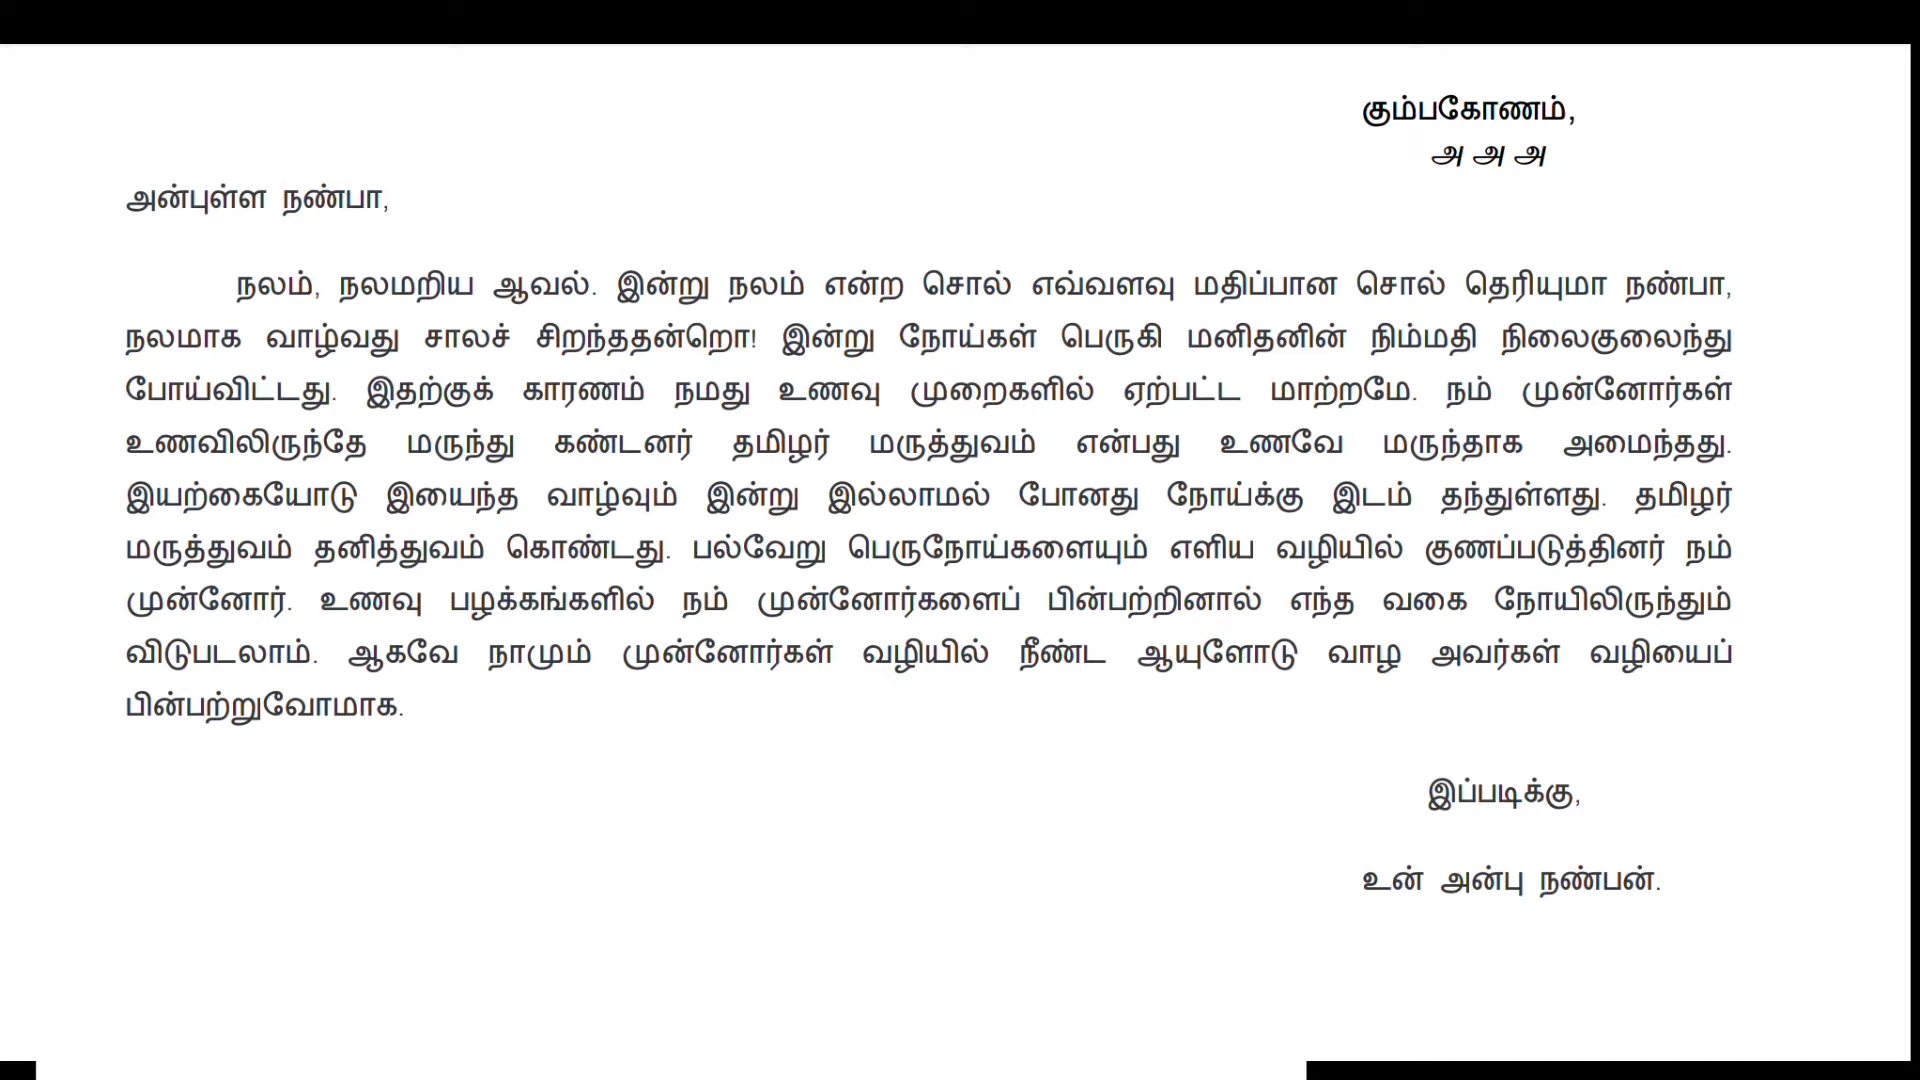 கும்பகோணம்,
அ அ அ
அன்புள்ள நண்பா,
நலம், நலமறிய ஆவல். இன்று நலம் என்ற சொல் எவ்வளவு மதிப்பான சொல் தெரியுமா நண்பா,
நலமாக வாழ்வது சாலச் சிறந்ததன்றொ! இன்று நோய்கள் பெருகி மனிதனின் நிம்மதி நிலைகுலைந்து
போய்விட்டது. இதற்குக் காரணம் நமது உணவு முறைகளில் ஏற்பட்ட மாற்றமே. நம் முன்னோர்கள்
உணவிலிருந்தே மருந்து கண்டனர் தமிழர் மருத்துவம் என்பது உணவே மருந்தாக அமைந்தது.
இயற்கையோடு இயைந்த வாழ்வும் இன்று இல்லாமல் போனது நோய்க்கு இடம் தந்துள்ளது. தமிழர்
மருத்துவம் தனித்துவம் கொண்டது. பல்வேறு பெருநோய்களையும் எளிய வழியில் குணப்படுத்தினர் நம்
முன்னோர். உணவு பழக்கங்களில் நம் முன்னோர்களைப் பின்பற்றினால் எந்த வகை நோயிலிருந்தும்
விடுபடலாம். ஆகவே நாமும் முன்னோர்கள் வழியில் நீண்ட ஆயுளோடு வாழ அவர்கள் வழியைப்
பின்பற்றுவோமாக.
இப்படிக்கு,
உன் அன்பு நண்பன்.